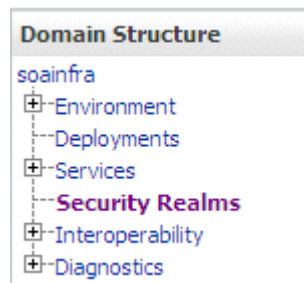 Domain Structure
soainfra
Environment
Deployments
Services
Security Realms
Interoperability
Diagnostics